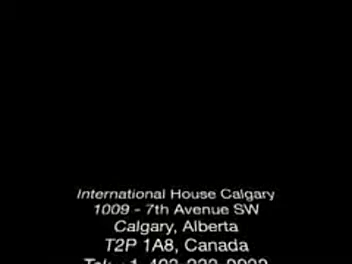 International House Calgary
1009 - 7th Avenue SW
Calgary, Alberta
T2P 1A8, Canada